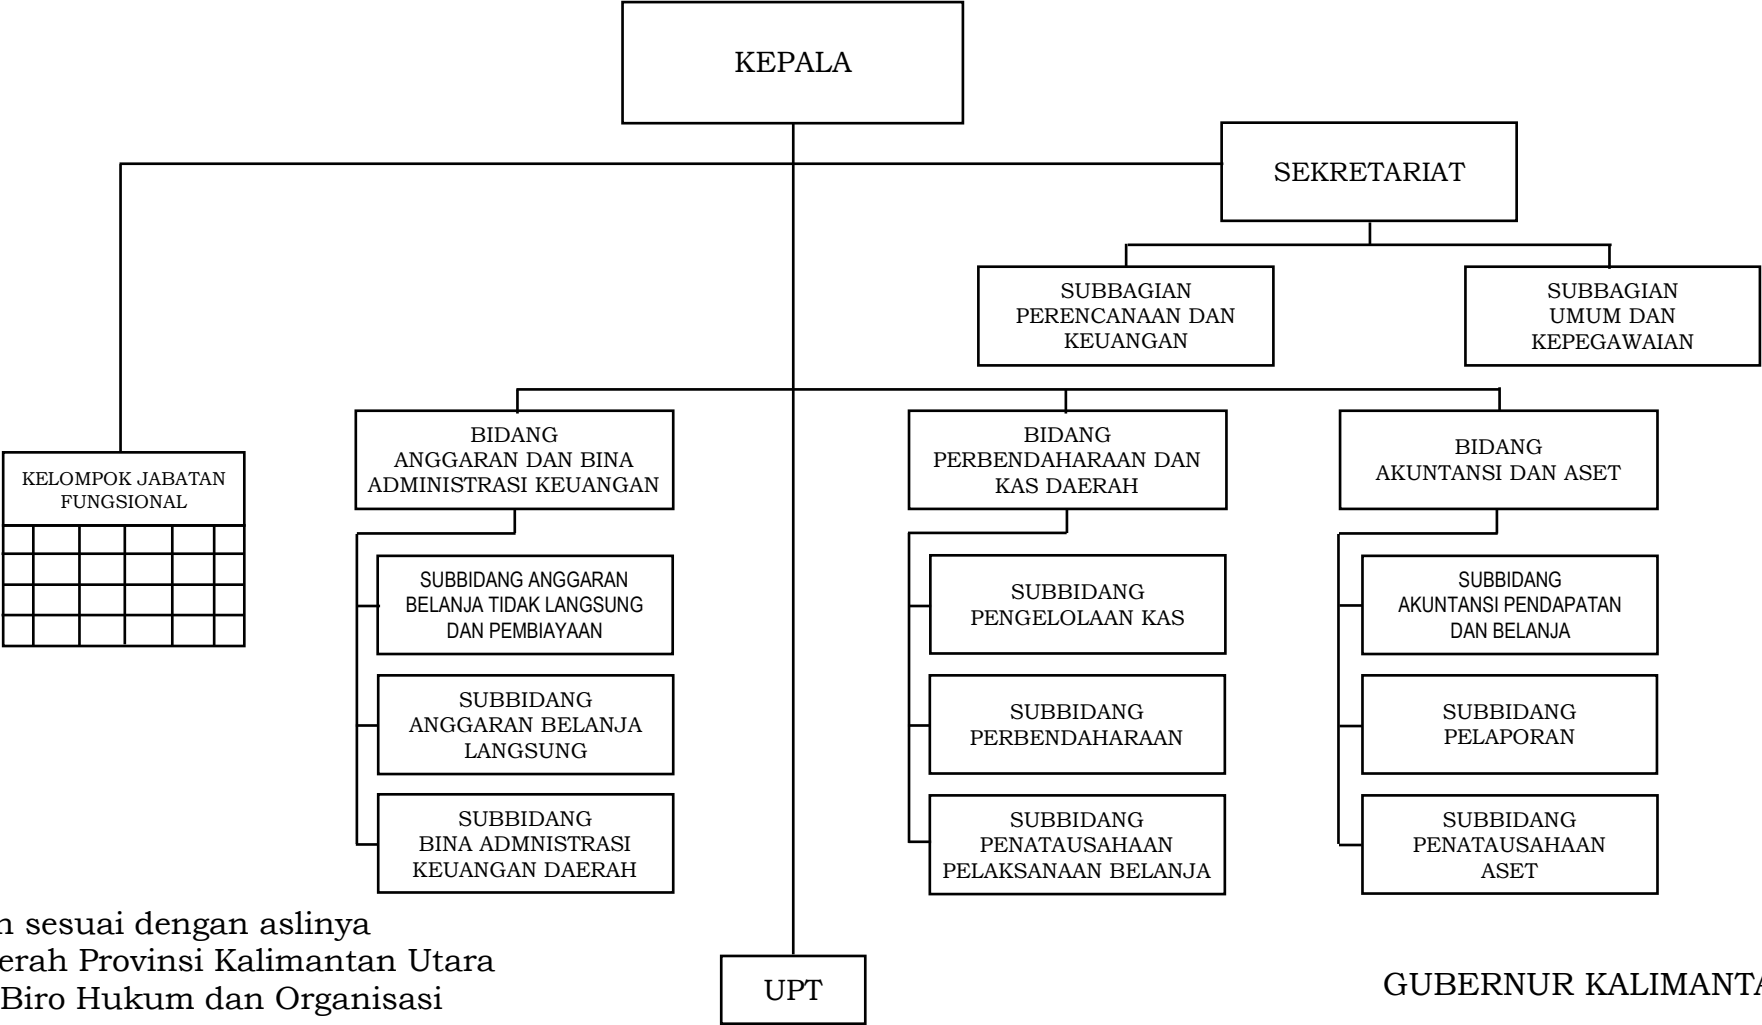 KEPALA
SEKRETARIAT
SUBBAGIAN
PERENCANAAN DAN
KEUANGAN
SUBBAGIAN
UMUM DAN
KEPEGAWAIAN
KELOMPOK JABATAN
FUNGSIONAL
BIDANG
ANGGARAN DAN BINA
ADMINISTRASI KEUANGAN
SUBBIDANG ANGGARAN
BELANJA TIDAK LANGSUNG
DAN PEMBIAYAAN
SUBBIDANG
ANGGARAN BELANJA
LANGSUNG
SUBBIDANG
BINA ADMNISTRASI
KEUANGAN DAERAH
BIDANG
PERBENDAHARAAN DAN
KAS DAERAH
SUBBIDANG
PENGELOLAAN KAS
SUBBIDANG
PERBENDAHARAAN
SUBBIDANG
PENATAUSAHAAN
PELAKSANAAN BELANJA
BIDANG
AKUNTANSI DAN ASET
SUBBIDANG
AKUNTANSI PENDAPATAN
DAN BELANJA
SUBBIDANG
PELAPORAN
SUBBIDANG
PENATAUSAHAAN
ASET
n sesuai dengan aslinya
erah Provinsi Kalimantan Utara
Biro Hukum dan Organisasi
UPT
GUBERNUR KALIMANTA